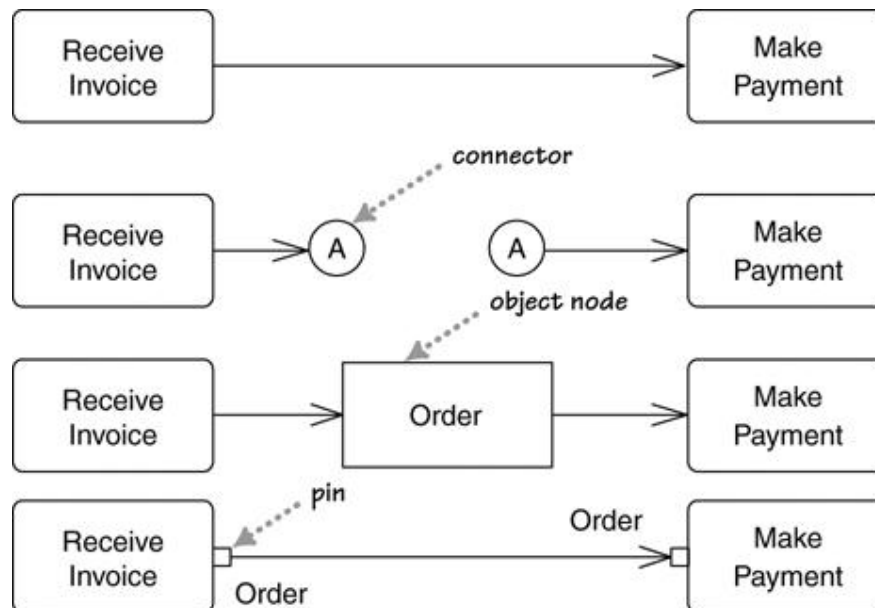 Receive
Invoice
Make
Payment
connector
Receive
Invoice
A
A
Make
Payment
object node
Receive
Invoice
Order
Make
Payment
pin
Receive
Invoice
Order
Order
Make
Payment